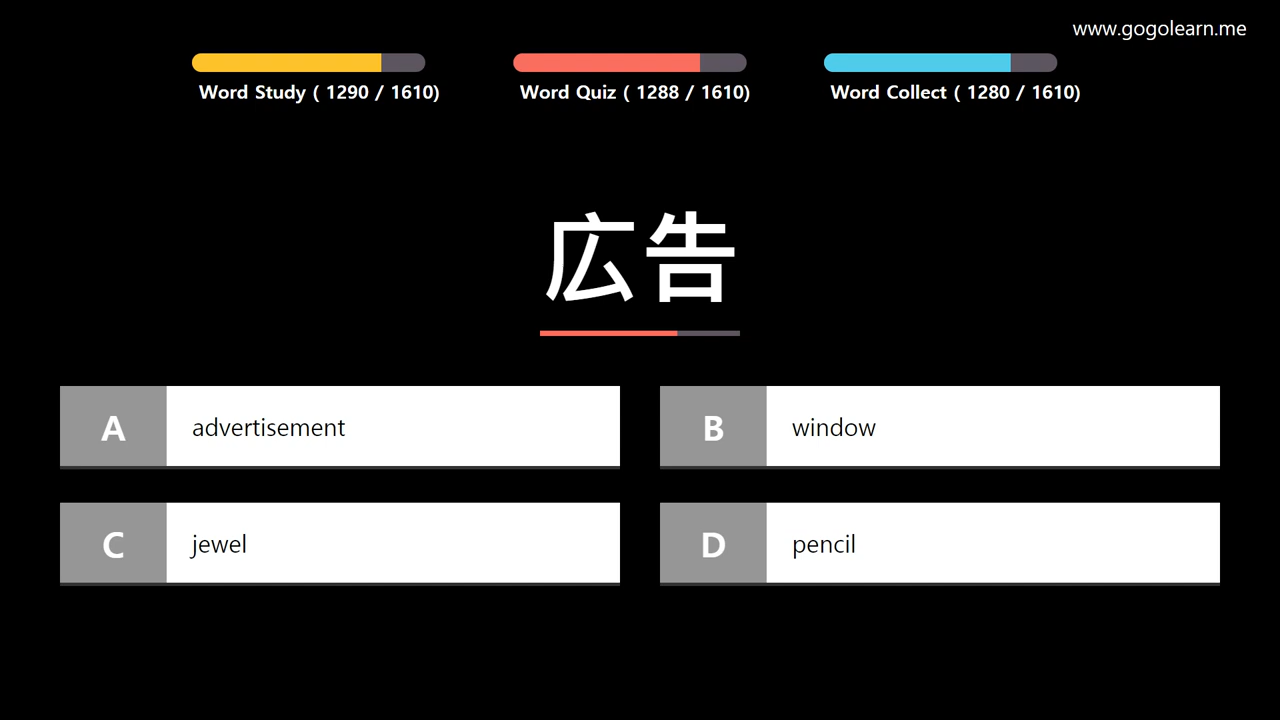 www.gogolearn.me
Word Study ( 1290 / 1610)
Word Quiz ( 1288 / 1610)
Word Collect ( 1280 / 1610)
広告
A advertisement
B window
C jewel
D pencil